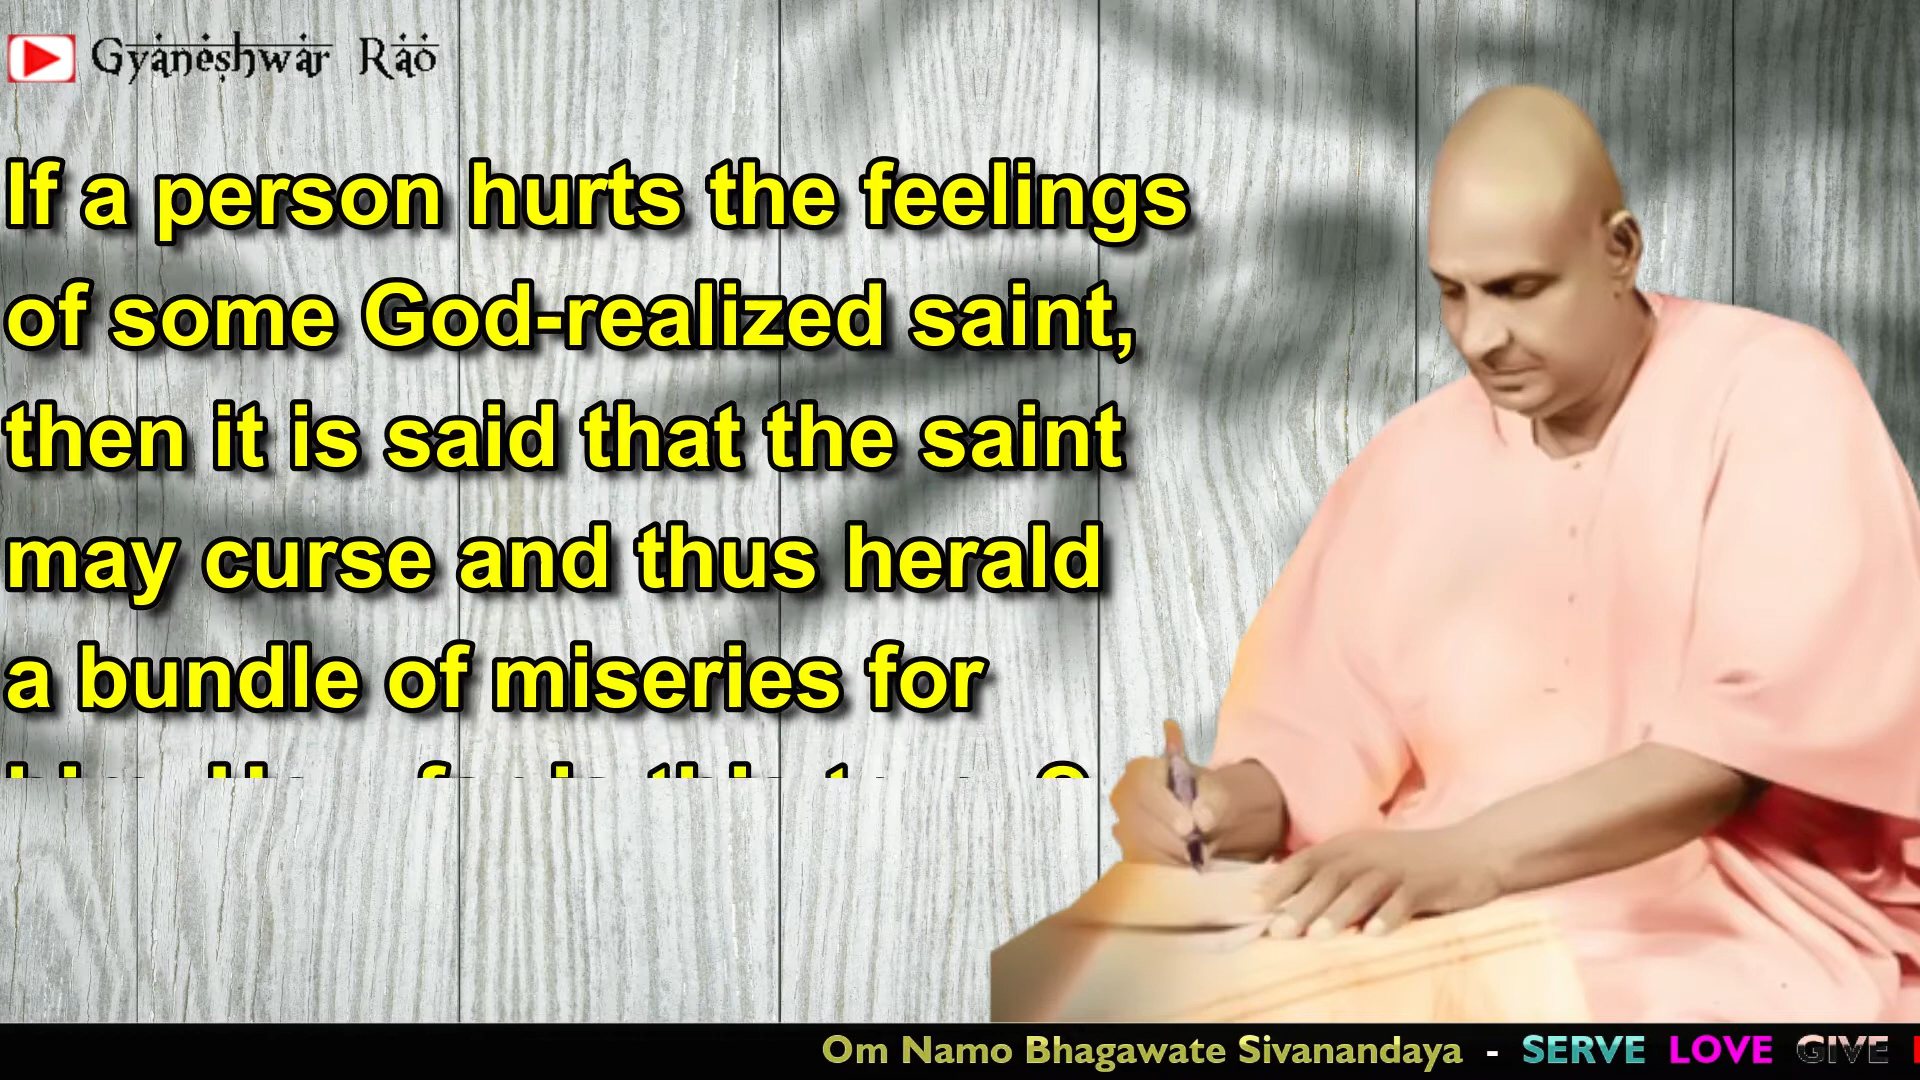 Gyaneshwar Rao
If a person hurts the feelings
of some God-realized saint,
then it is said that the saint
may curse and thus herald
a bundle of miseries for
Om Namo Bhagawate Sivanandaya - SERVE LOVE GIVE